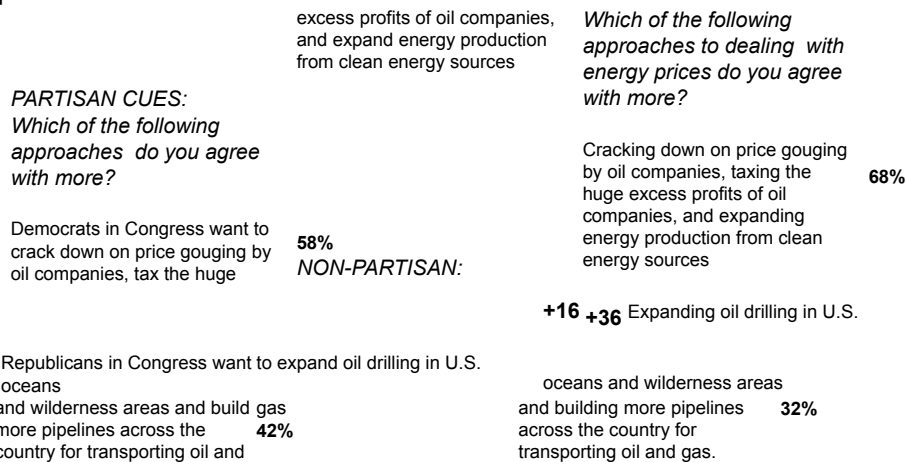 excess profits of oil companies,
and expand energy production
from clean energy sources
PARTISAN CUES:
Which of the following
approaches do you agree
with more?
Democrats in Congress want to
crack down on price gouging by
oil companies, tax the huge
58%
NON-PARTISAN:
Which of the following
approaches to dealing with
energy prices do you agree
with more?
Cracking down on price gouging
by oil companies, taxing the
huge excess profits of oil
companies, and expanding
energy production from clean
energy sources
68%
+16 +36 Expanding oil drilling in U.S.
Republicans in Congress want to expand oil drilling in U.S.
oceans
and wilderness areas and build gas
more pipelines across the 42%
country for transporting oil and
oceans and wilderness areas
and building more pipelines 32%
across the country for
transporting oil and gas.